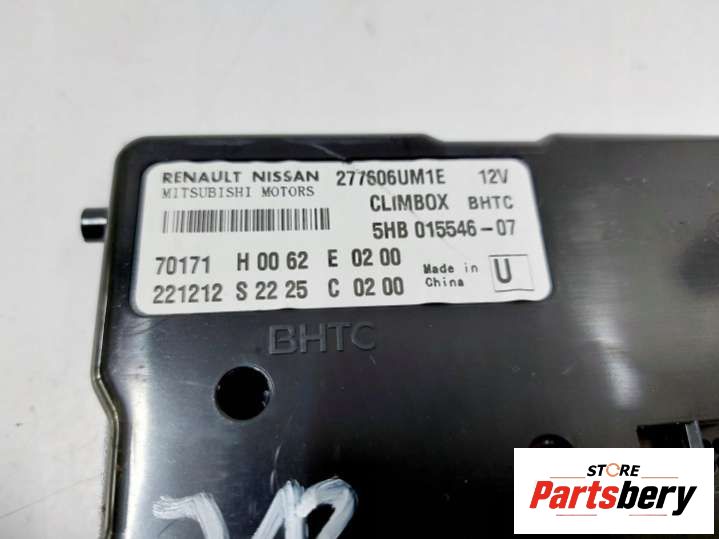 RENAULT NISSAN 277606UM1E 12V
MITSUBISHI MOTORS
CLIMBOX BHTC
5HB 015546-07
70171 H 00 62 E 02 00
221212 S 22 25 C 02 00
Made in
China
U
BHTC
STORE
Partsbery